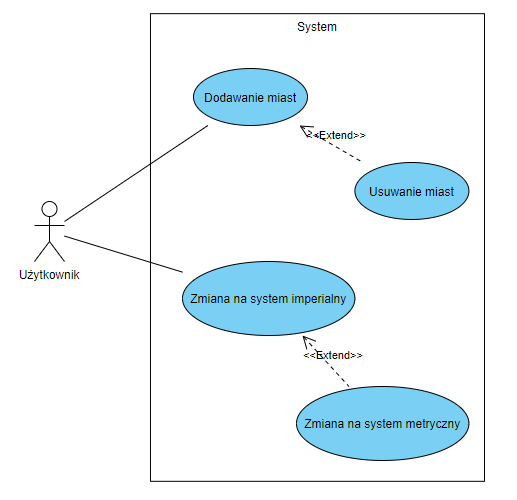 System
Dodawanie miast
<<Extend>>
Usuwanie miast
Użytkownik
Zmiana na system imperialny
<<Extend>>
Zmiana na system metryczny